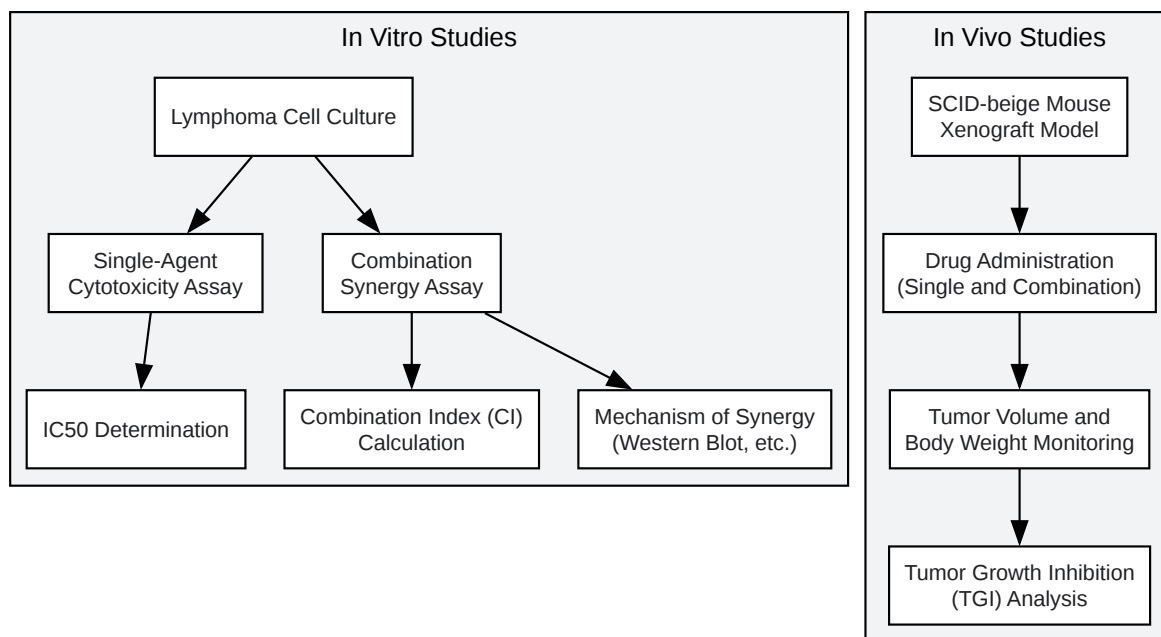 In Vitro Studies
Lymphoma Cell Culture
Single-Agent
Cytotoxicity Assay
Combination
Synergy Assay
IC50 Determination
Combination Index (CI)
Calculation
Mechanism of Synergy
(Western Blot, etc.)
In Vivo Studies
SCID-beige Mouse
Xenograft Model
Drug Administration
(Single and Combination)
Tumor Volume and
Body Weight Monitoring
Tumor Growth Inhibition
(TGI) Analysis